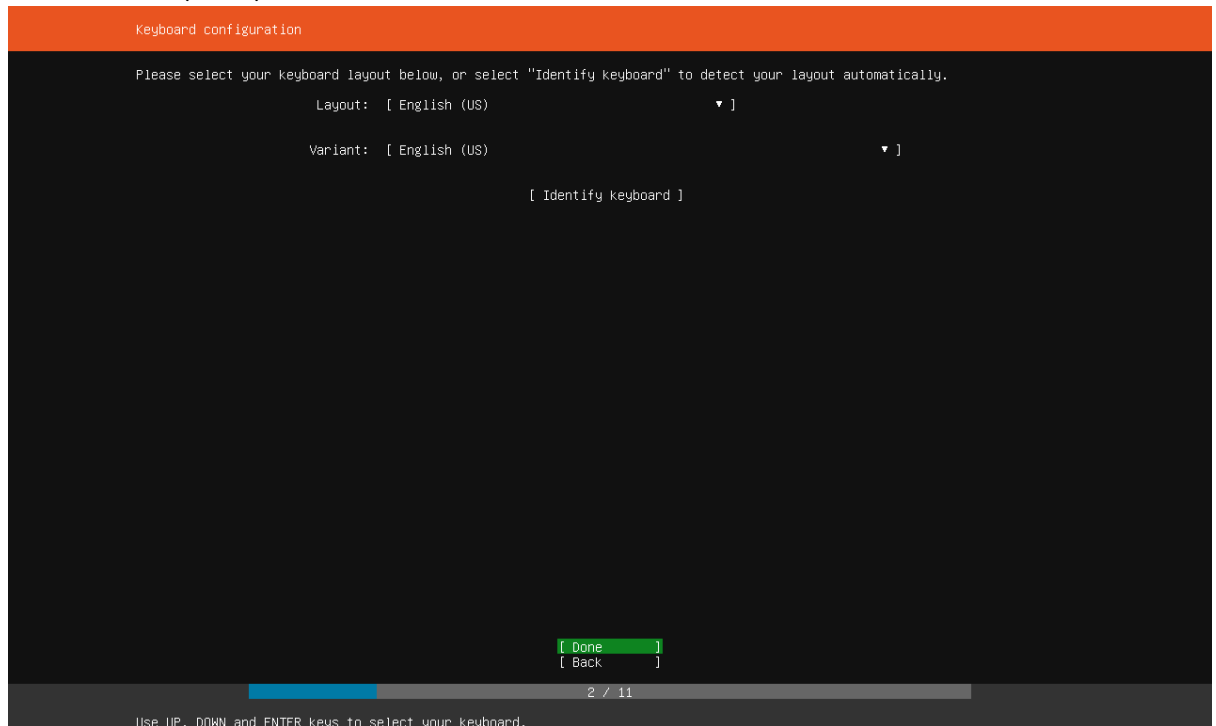 Keyboard configuration
Please select your keyboard layout below, or select "Identify keyboard" to detect your layout automatically.
Layout: [ English (US) ▾ ]
Variant: [ English (US) ▾ ]
[ Identify keyboard ]
[ Done ]
[ Back ]
2 / 11
Use UP, DOWN and ENTER keys to select your keyboard.